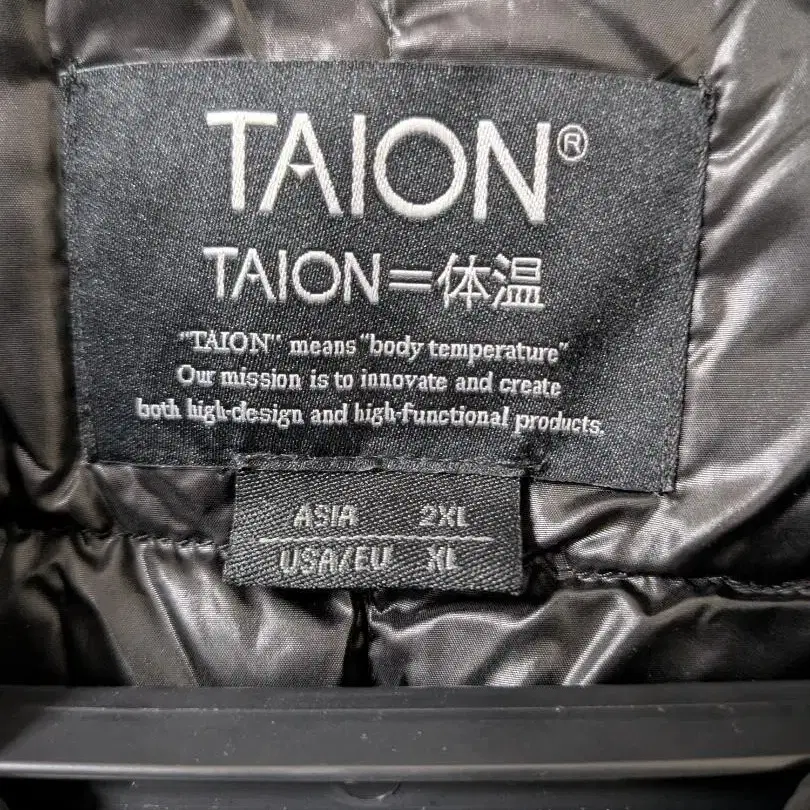 TAION®
TAION=体温
"TAION" means "body temperature"
Our mission is to innovate and create
both high-design and high-functional products.
ASIA 2XL
USA/EU XL